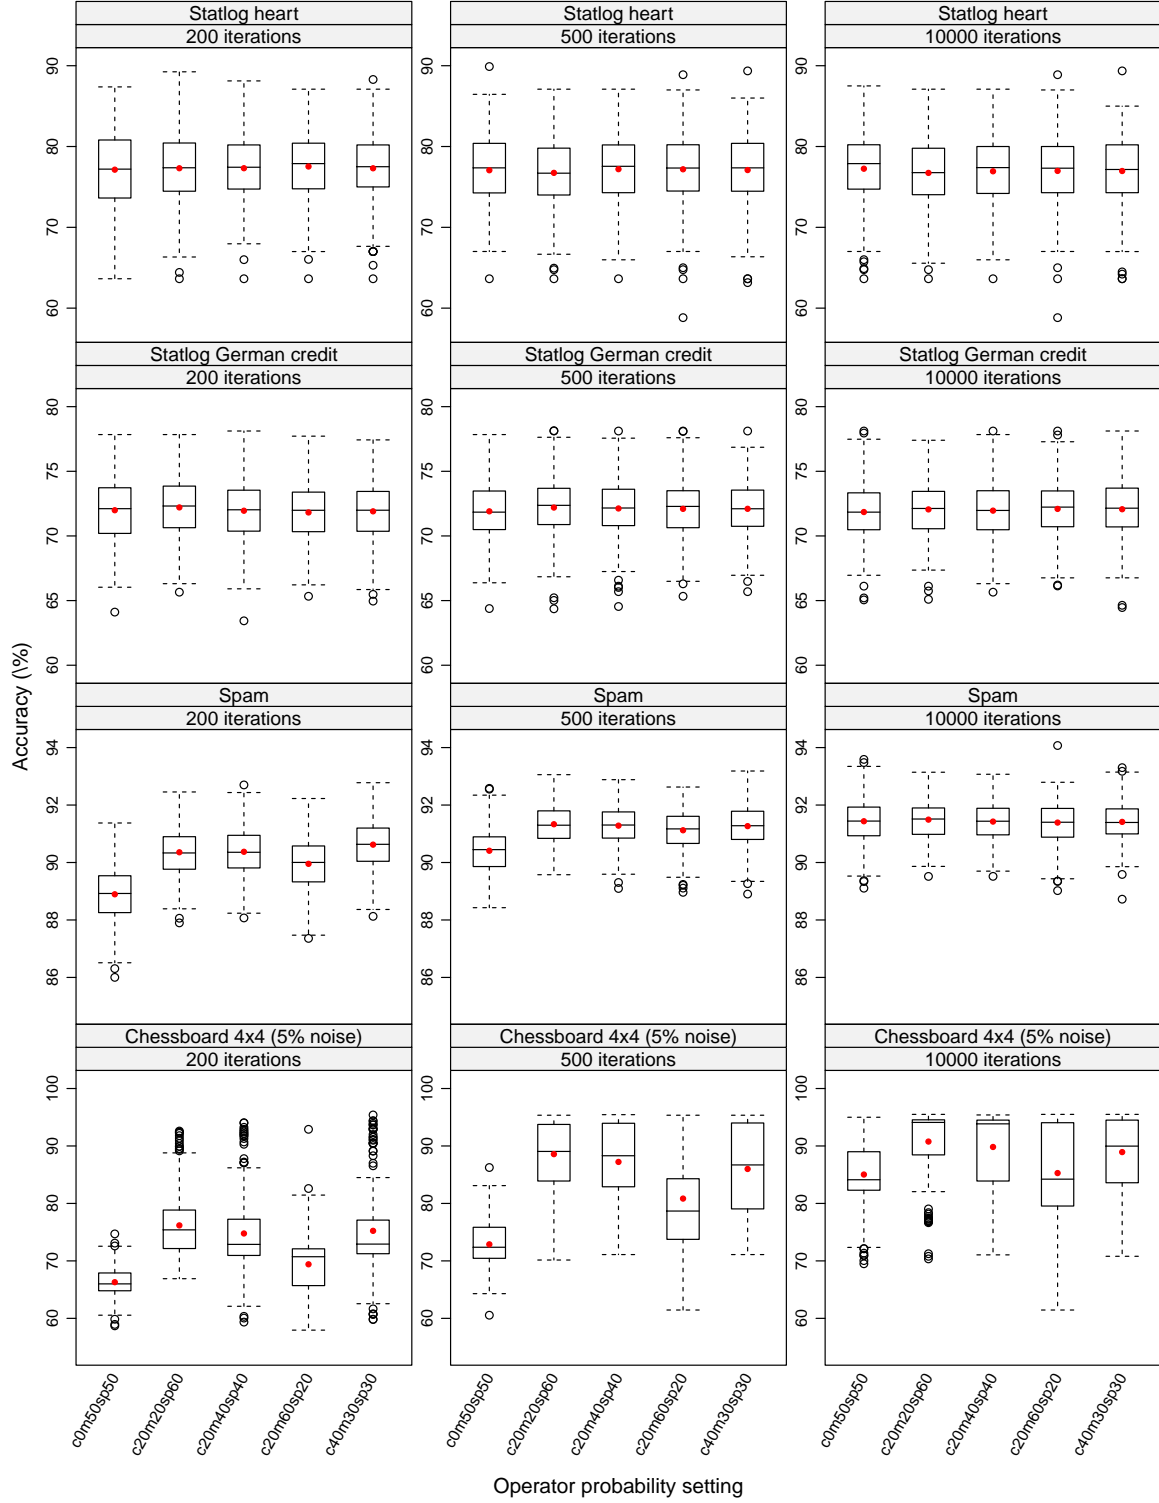 Statlog heart
200 iterations
Statlog heart
500 iterations
Statlog heart
10000 iterations
90
80
70
60
Statlog German credit
200 iterations
Statlog German credit
500 iterations
Statlog German credit
10000 iterations
80
75
70
65
60
Spam
200 iterations
Spam
500 iterations
Spam
10000 iterations
94
92
90
88
86
Chessboard 4x4 (5% noise)
200 iterations
Chessboard 4x4 (5% noise)
500 iterations
Chessboard 4x4 (5% noise)
10000 iterations
100
90
80
70
60
90
80
70
60
80
75
70
65
60
94
92
90
88
86
100
90
80
70
60
90
80
70
60
80
75
70
65
60
94
92
90
88
86
100
90
80
70
60
Accuracy (\%)
c0m50sp50
c20m20sp60
c20m40sp40
c20m60sp20
c40m30sp30
c0m50sp50
c20m20sp60
c20m40sp40
c20m60sp20
c40m30sp30
c0m50sp50
c20m20sp60
c20m40sp40
c20m60sp20
c40m30sp30
Operator probability setting